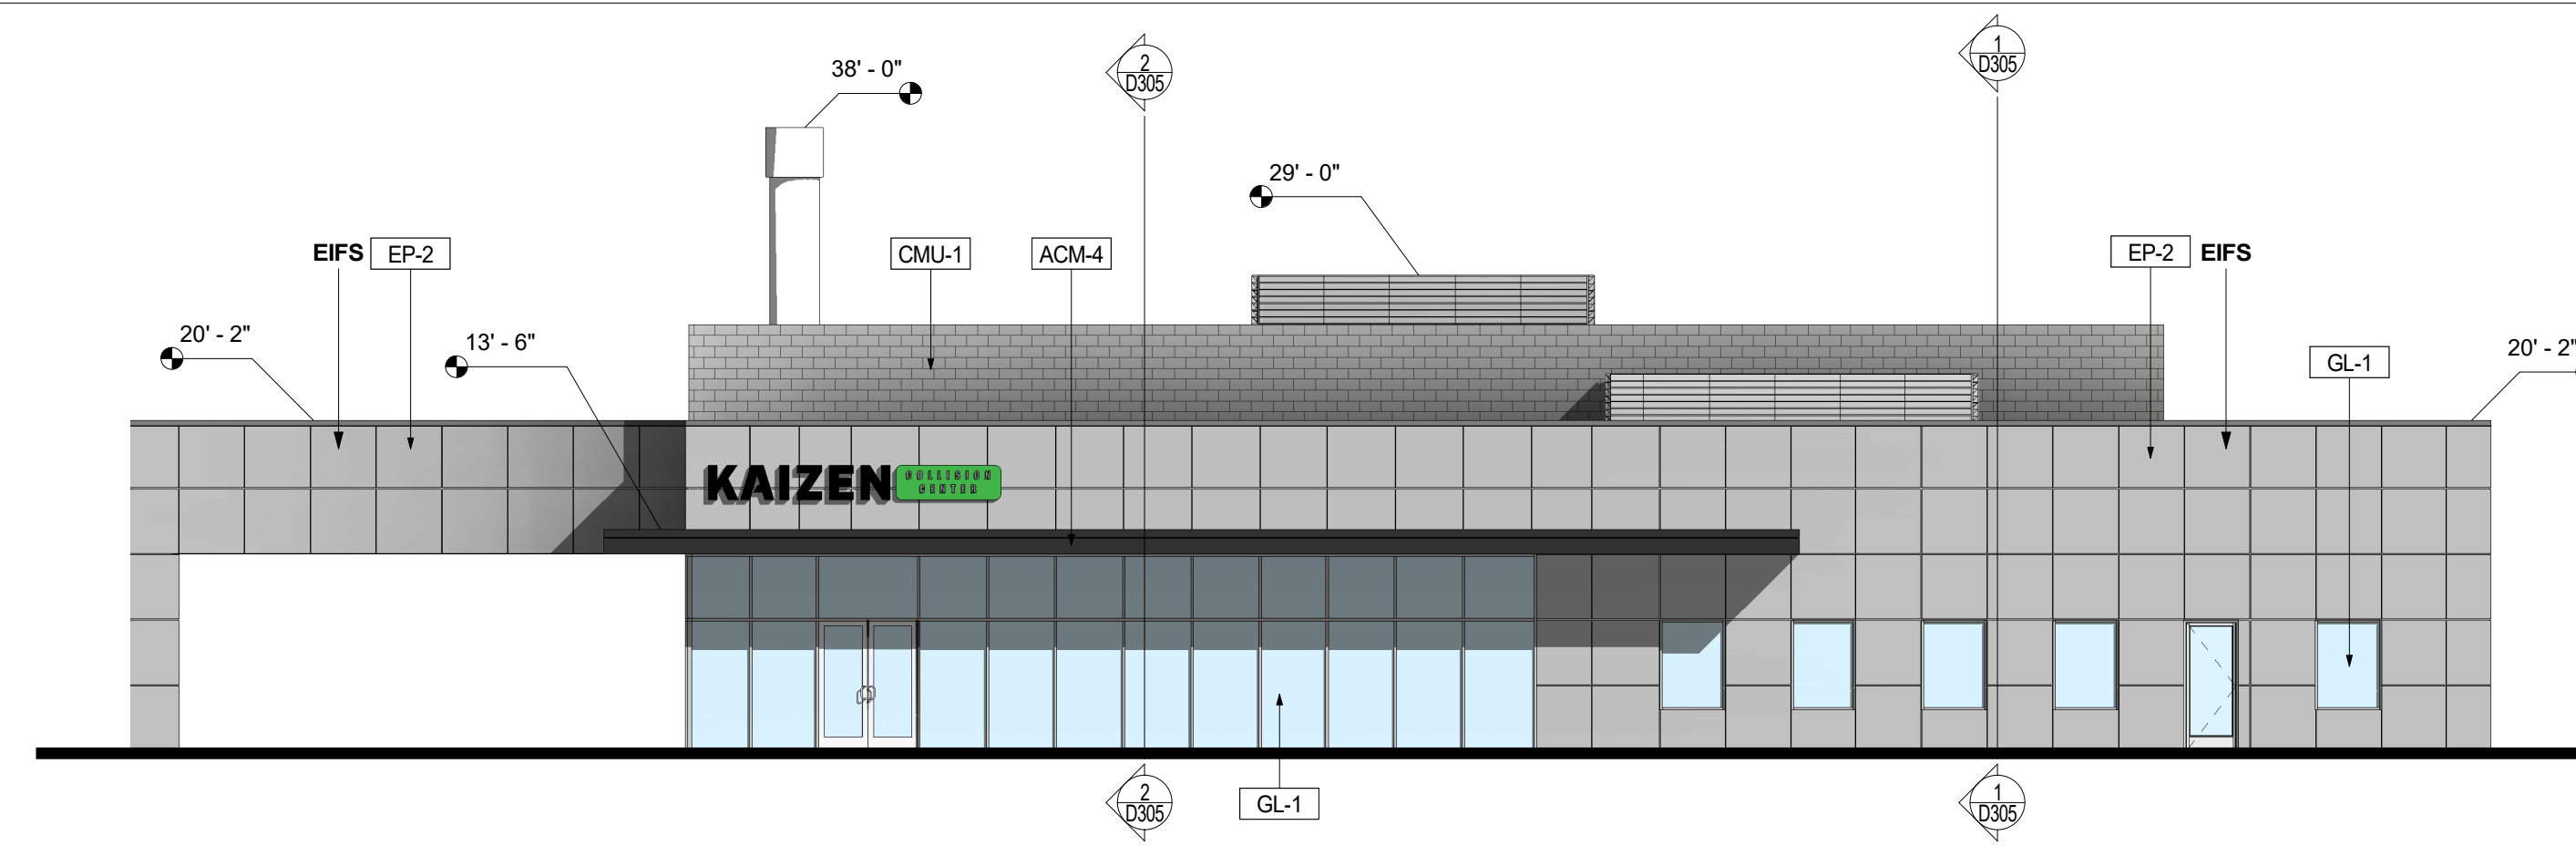 38' - 0"
2
D305
1
D305
29' - 0"
EIFS EP-2
CMU-1
ACM-4
EP-2 EIFS
20' - 2"
13' - 6"
GL-1
20' - 2"
KAIZEN
COLLISION
CENTER
2
D305
GL-1
1
D305